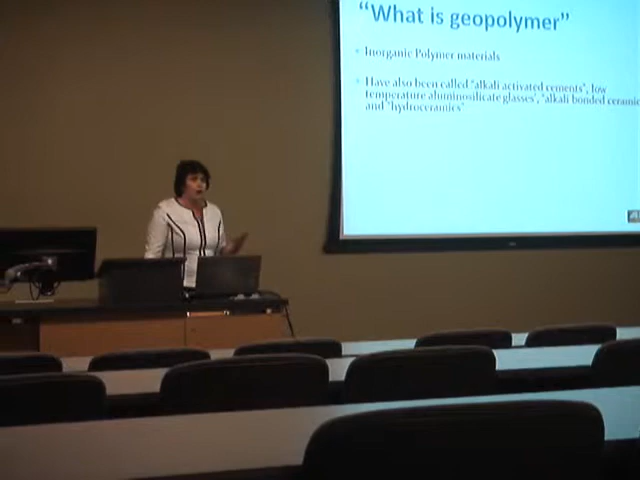 “What is geopolymer”
Inorganic Polymer materials
Have also been called “alkali activated cements”, low
temperature aluminosilicate glasses’, “alkali bonded ceramic
and “hydroceramics”